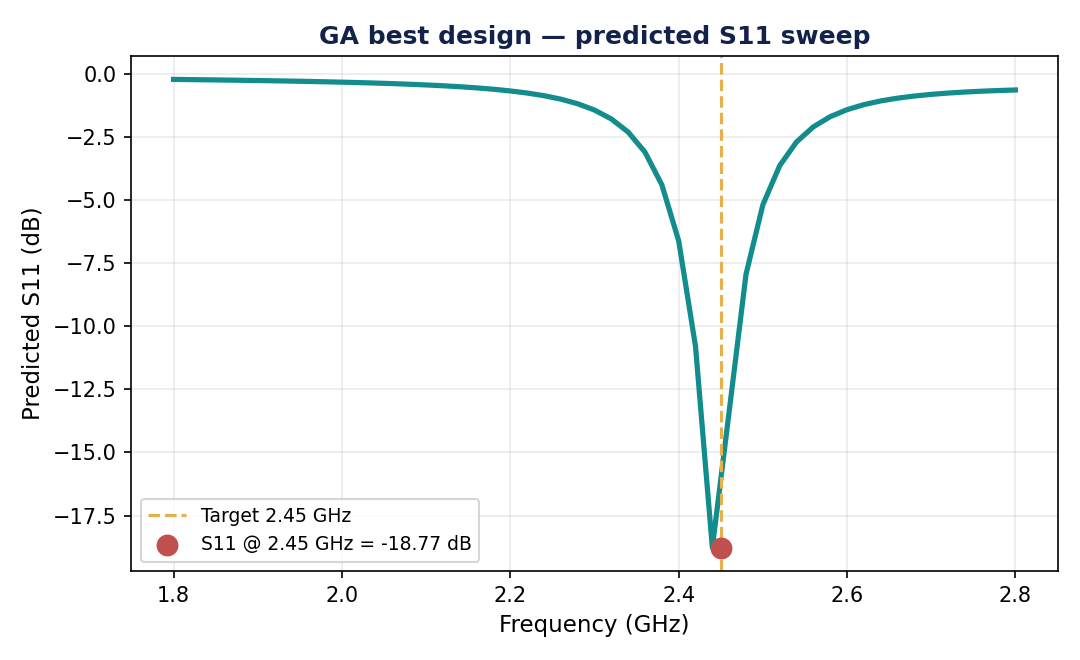 GA best design — predicted S11 sweep
Predicted S11 (dB)
0.0
−2.5
−5.0
−7.5
−10.0
−12.5
−15.0
−17.5
Target 2.45 GHz
S11 @ 2.45 GHz = -18.77 dB
1.8 2.0 2.2 2.4 2.6 2.8
Frequency (GHz)